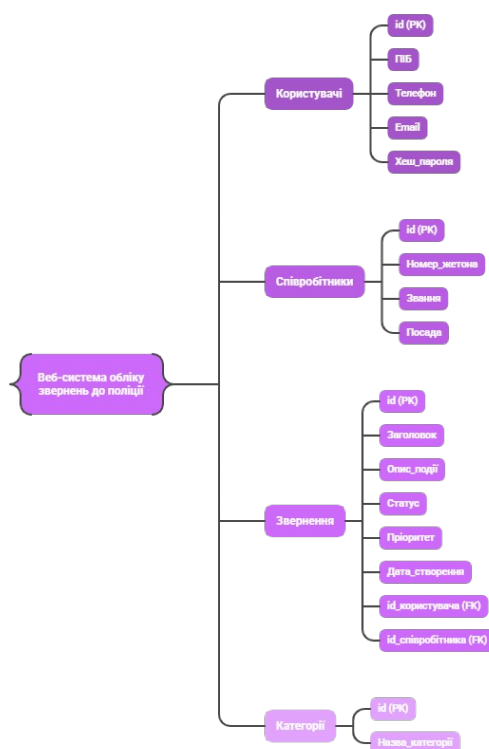 id (PK)
ПІБ
Користувачі
Телефон
Email
Хеш_пароля
id (PK)
Номер_жетона
Співробітники
Звання
Посада
Веб-система обліку
звернень до поліції
id (PK)
Заголовок
Опис_події
Статус
Звернення
Пріоритет
Дата_створення
id_користувача (FK)
id_співробітника (FK)
id (PK)
Категорії
Назва_категорії